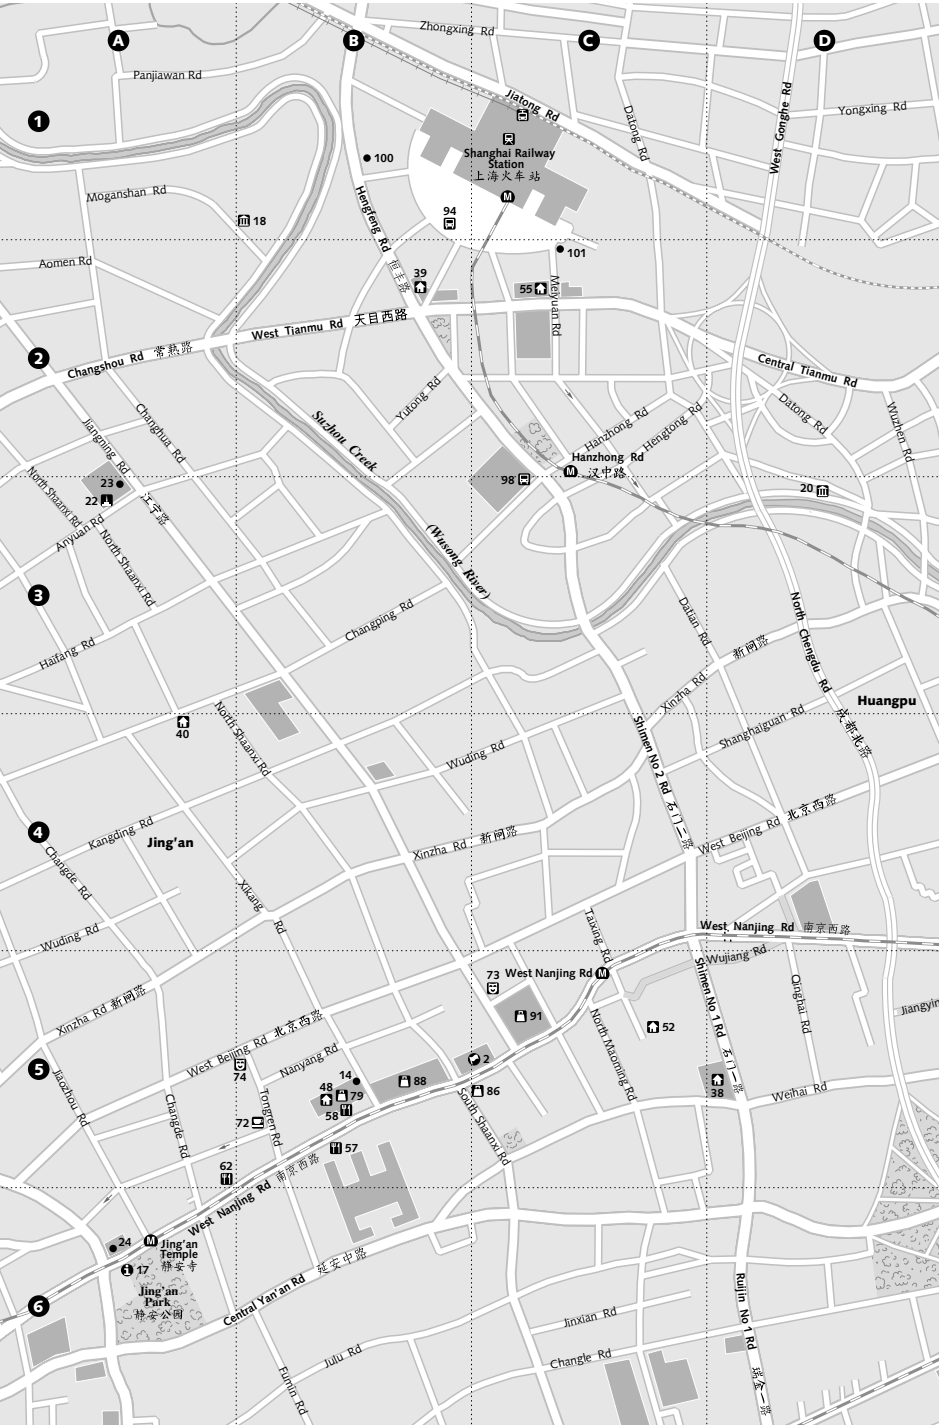 A
B
C
D
Zhongxing Rd
Panjiawan Rd
Jiatong Rd
Yongxing Rd
West Gonghe Rd
Datong Rd
1
100
Shanghai Railway
Station
上海火车站
M
Moganshan Rd
18
94
Hengfeng Rd
恒丰路
101
Aomen Rd
39
55
Meiyuan Rd
West Tianmu Rd 天目西路
2
Changshou Rd 常熟路
Central Tianmu Rd
Yutong Rd
Datong Rd
Wuzhen Rd
Changhua Rd
Jiangning Rd
江宁路
Suzhou Creek
Hanzhong Rd
Hengtong Rd
Hanzhong Rd
M
汉中路
North Shaanxi Rd
23
22
98
20
Anyuan Rd
North Shaanxi Rd
(Wusong River)
3
Changping Rd
Datian Rd
North Chengdu Rd
成都北路
Haifang Rd
新闸路
Xinzha Rd
Huangpu
40
North Shaanxi Rd
Shimen No 2 Rd 石门二路
Shanghaiguan Rd
Wuding Rd
4
Kangding Rd
Jing'an
Xinzha Rd 新闸路
West Beijing Rd 北京西路
Changde Rd
Xikang Rd
Taixing Rd
West Nanjing Rd 南京西路
Wuding Rd
Wujiang Rd
73
West Nanjing Rd
M
Shimen No 1 Rd 石门一路
Qinghai Rd
Xinzha Rd 新闸路
91
North Maoming Rd
52
Jiangyin
West Beijing Rd 北京西路
5
Nanyang Rd
2
74
14
88
48
79
86
38
Weihai Rd
Jiaozhou Rd
58
Changde Rd
Tongren Rd
72
South Shaanxi Rd
57
62
West Nanjing Rd 南京西路
24
M
Jing'an
Temple
静安寺
17
Jing'an
Park
静安公园
Central Yan'an Rd 延安中路
6
Ruijin No 1 Rd 瑞金一路
Jinxian Rd
Julu Rd
Changle Rd
Fumin Rd